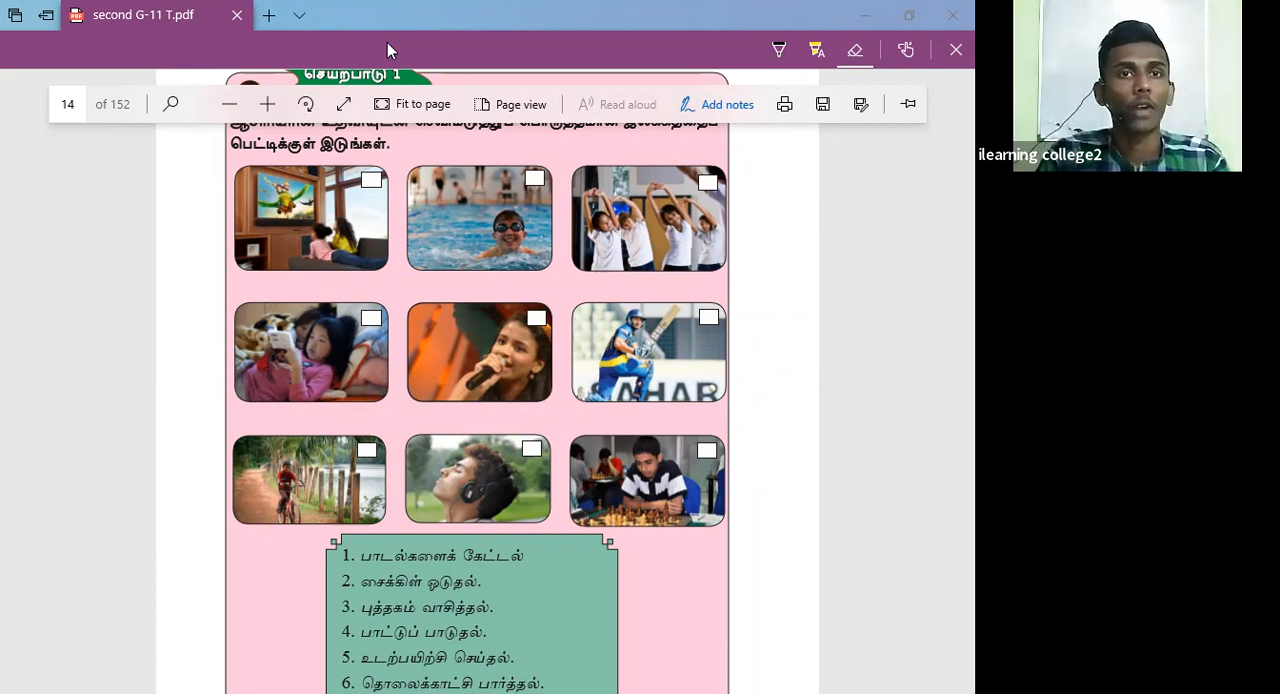 second G-11 T.pdf
செயற்பாடு 1
14 of 152
Fit to page
Page view
Read aloud
Add notes
பெட்டிக்குள் இடுங்கள்.
SAHAR
1. பாடல்களைக் கேட்டல்
2. சைக்கிள் ஓடுதல்.
3. புத்தகம் வாசித்தல்.
4. பாட்டுப் பாடுதல்.
5. உடற்பயிற்சி செய்தல்.
6. தொலைக்காட்சி பார்த்தல்.
ilearning college2